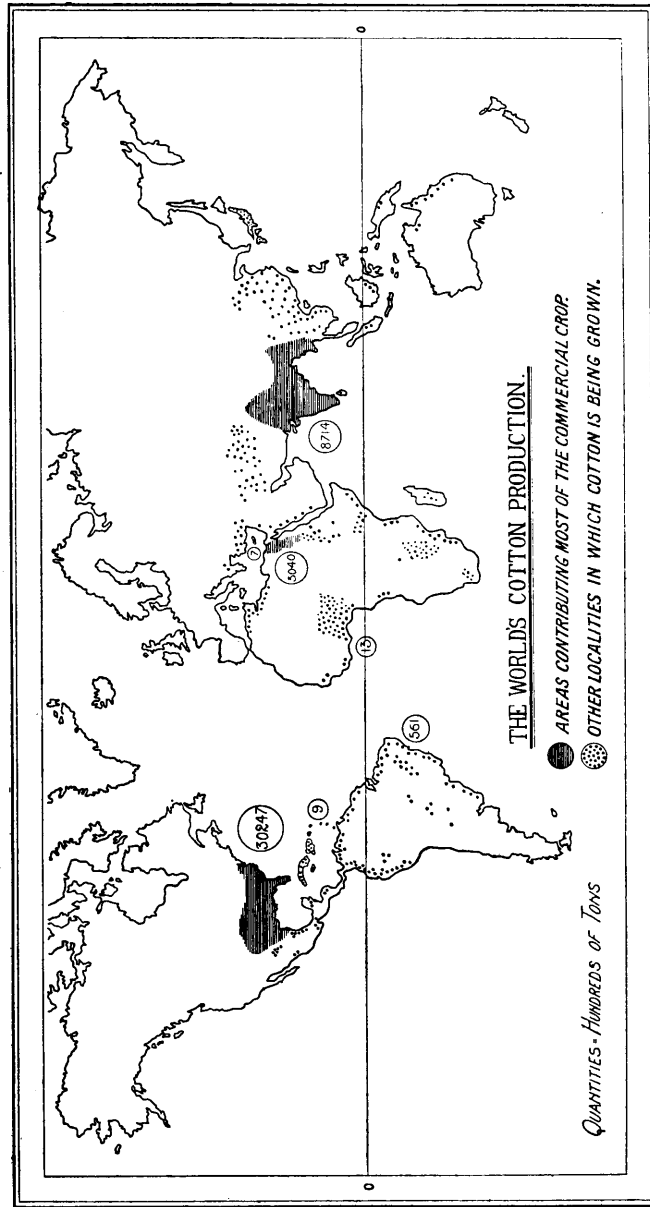 0
30247
9
561
13
7
5040
8714
0
THE WORLD'S COTTON PRODUCTION.
AREAS CONTRIBUTING MOST OF THE COMMERCIAL CROP.
OTHER LOCALITIES IN WHICH COTTON IS BEING GROWN.
QUANTITIES = HUNDREDS OF TONS